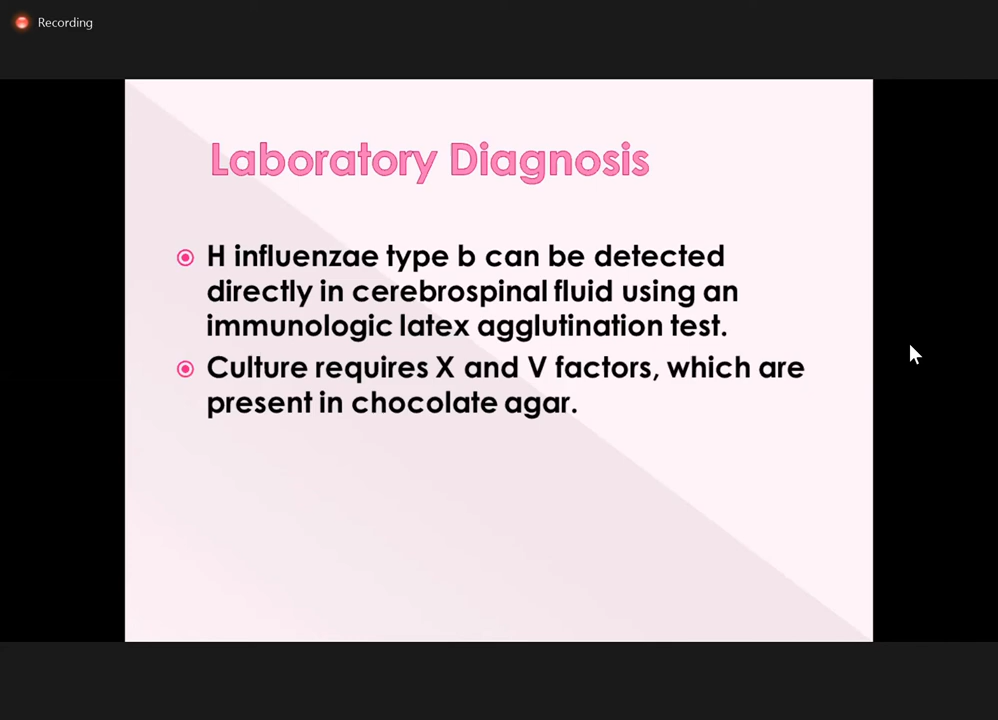 Recording
Laboratory Diagnosis
H influenzae type b can be detected
directly in cerebrospinal fluid using an
immunologic latex agglutination test.
Culture requires X and V factors, which are
present in chocolate agar.